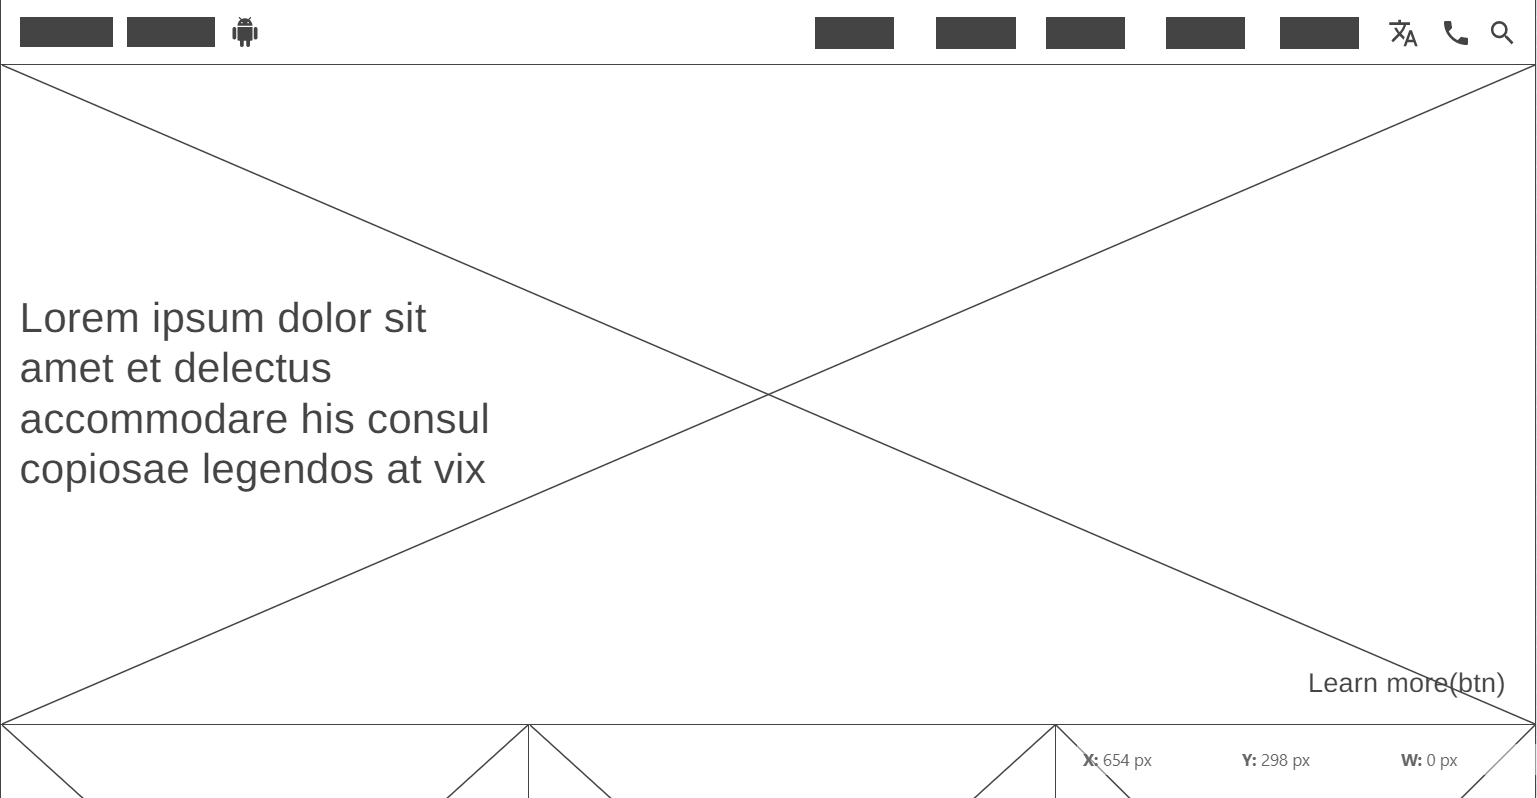 Lorem ipsum dolor sit
amet et delectus
accommodare his consul
copiosae legendos at vix
Learn more(btn)
X: 654 px Y: 298 px W: 0 px